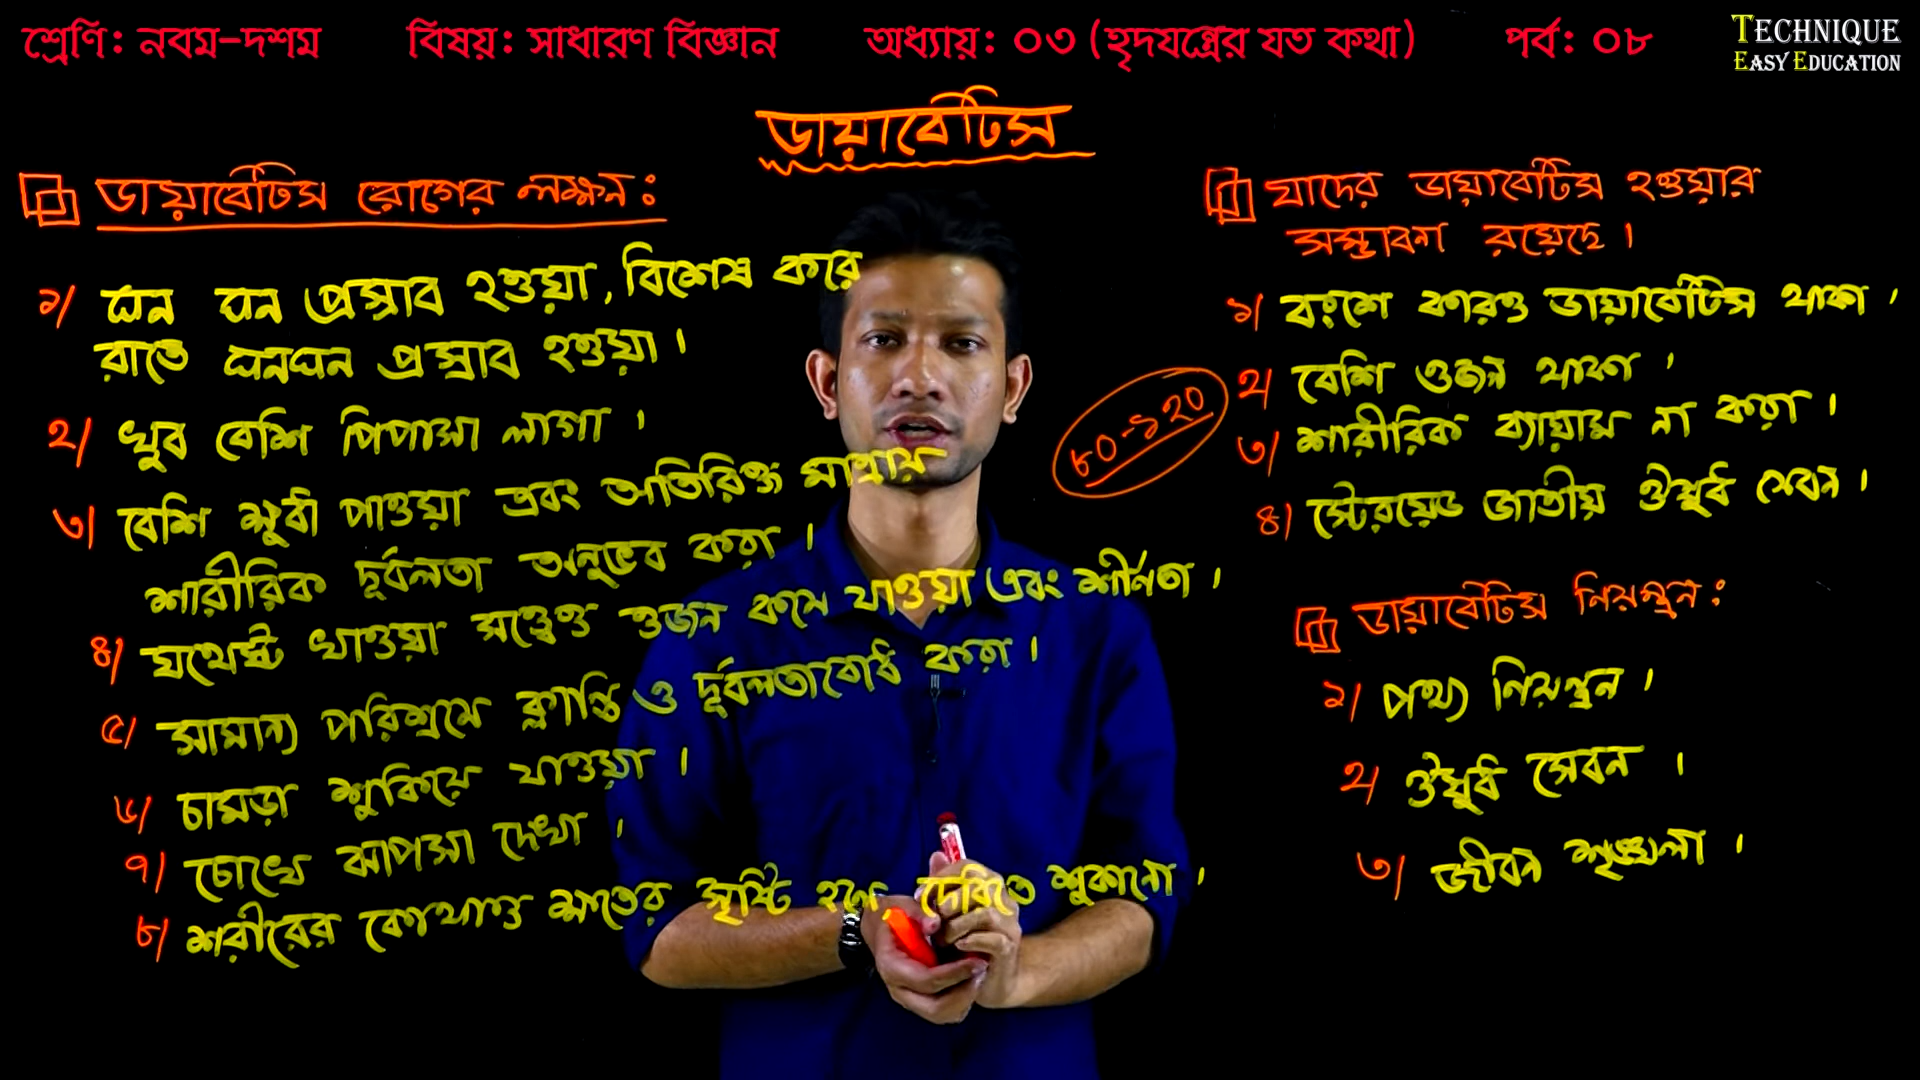 শ্রেণি: নবম-দশম বিষয়: সাধারণ বিজ্ঞান অধ্যায়: ০৩ (হৃদযন্ত্রের যত কথা) পর্ব: ০৮
TECHNIQUE
EASY EDUCATION
ডায়াবেটিস
ডায়াবেটিস রোগের লক্ষন:
১/ ঘন ঘন প্রস্রাব হওয়া, বিশেষ করে
রাতে ঘনঘন প্রস্রাব হওয়া।
২/ খুব বেশি পিপাসা লাগা।
৩/ বেশি ক্ষুধা পাওয়া এবং অতিরিক্ত মাত্রায়
শারীরিক দূর্বলতা অনুভব করা।
৪/ যথেষ্ট খাওয়া সত্ত্বেও ওজন কমে যাওয়া এবং শীর্ণতা।
৫/ সামান্য পরিশ্রমে ক্লান্তি ও দূর্বলতাবোধ করা।
৬/ চামড়া শুকিয়ে যাওয়া।
৭/ চোখে ঝাপসা দেখা।
৮/ শরীরের কোথাও ক্ষতের সৃষ্টি হলে, দেরিতে শুকানো।
যাদের ডায়াবেটিস হওয়ার
সম্ভাবনা রয়েছে।
১/ বংশে কারও ডায়াবেটিস থাকা,
২/ বেশি ওজন থাকা,
৩/ শারীরিক ব্যায়াম না করা।
৪/ স্টেরয়েড জাতীয় ঔষুধ সেবন।
৮০-১২০
ডায়াবেটিস নিয়ন্ত্রন:
১/ পথ্য নিয়ন্ত্রন।
২/ ঔষুধ সেবন।
৩/ জীবন শৃঙ্খলা।